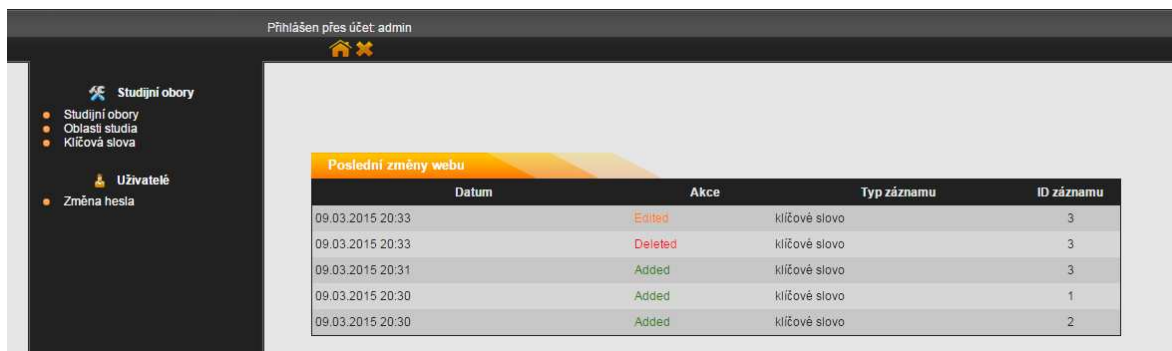 Přihlášen přes účet: admin
Studijní obory
Studijní obory
Oblasti studia
Klíčová slova
Uživatelé
Změna hesla
Poslední změny webu
Datum Akce Typ záznamu ID záznamu
09.03.2015 20:33 Edited klíčové slovo 3
09.03.2015 20:33 Deleted klíčové slovo 3
09.03.2015 20:31 Added klíčové slovo 3
09.03.2015 20:30 Added klíčové slovo 1
09.03.2015 20:30 Added klíčové slovo 2